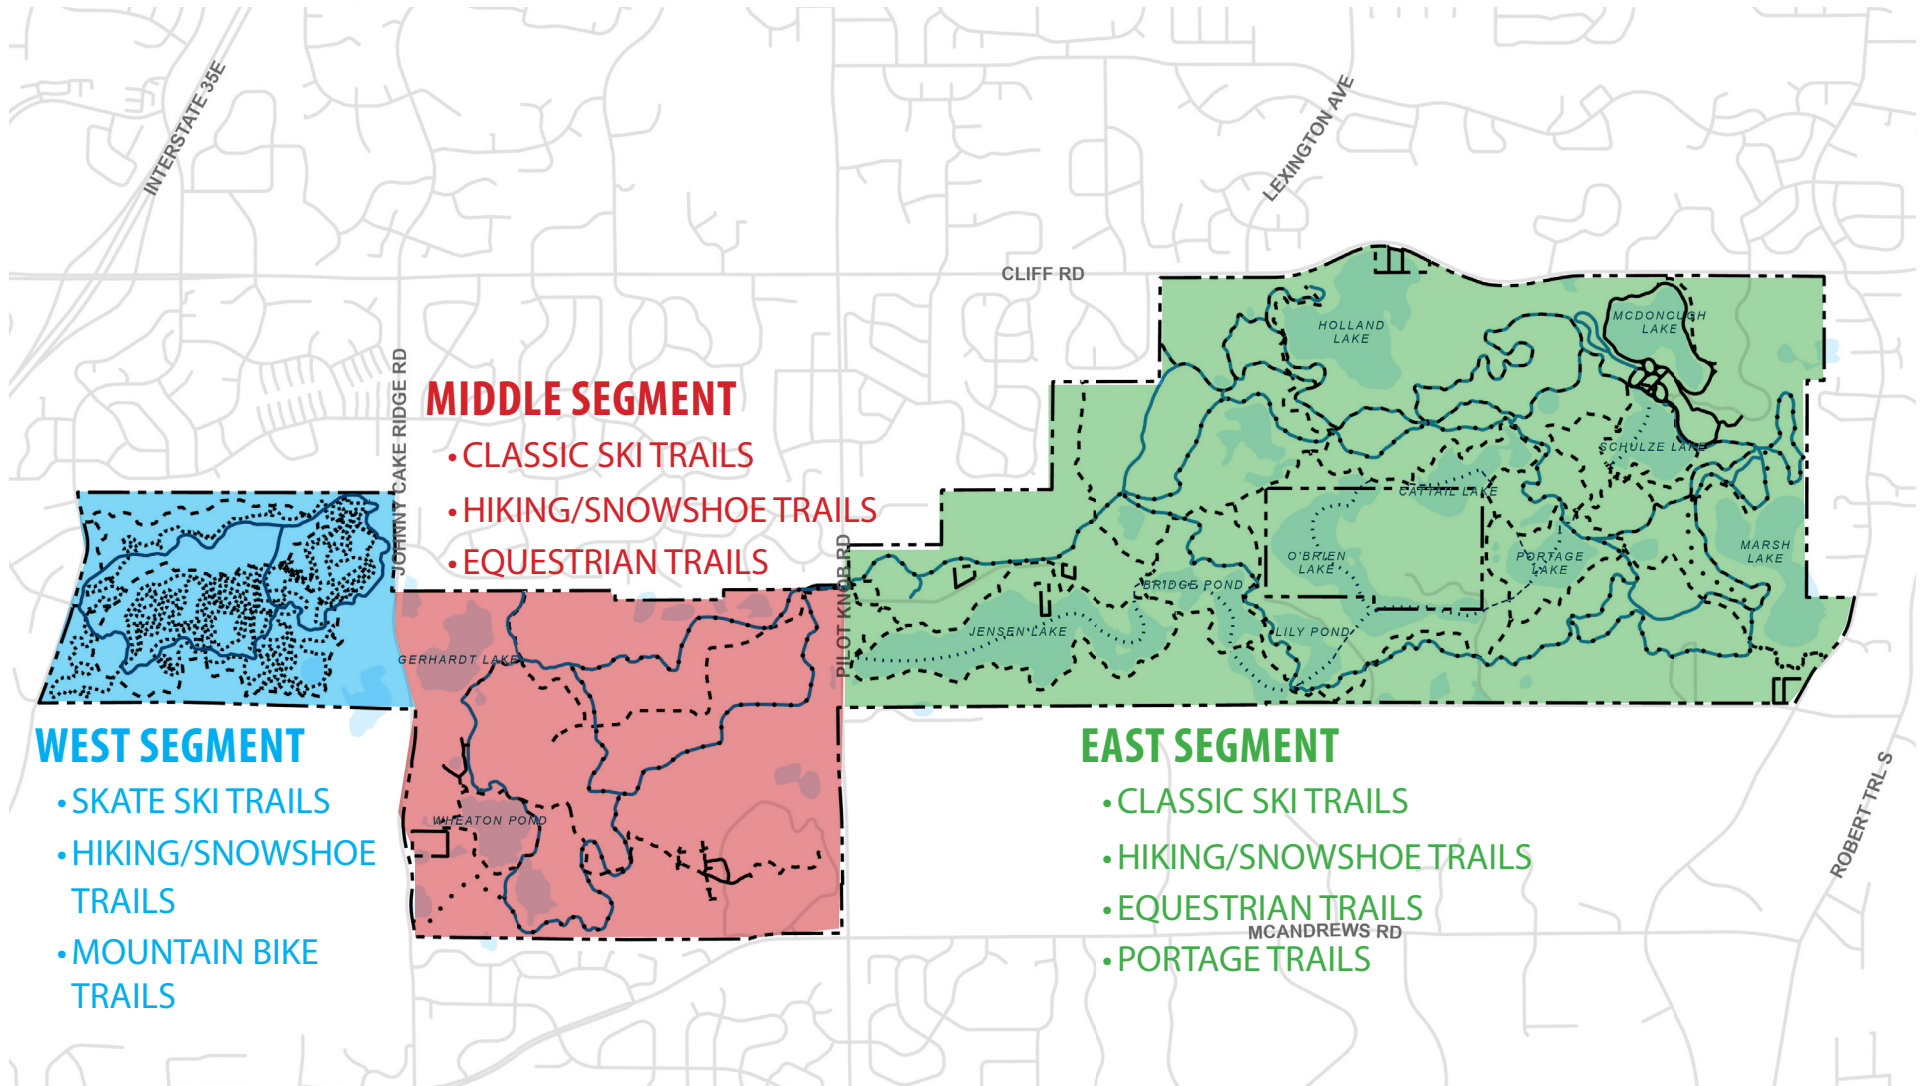 INTERSTATE 35E
LEXINGTON AVE
CLIFF RD
HOLLAND
LAKE
MCDONOUGH
LAKE
JOHNNY CAKE RIDGE RD
MIDDLE SEGMENT
• CLASSIC SKI TRAILS
• HIKING/SNOWSHOE TRAILS
• EQUESTRIAN TRAILS
SCHULZE LAKE
CATTAIL LAKE
O'BRIEN
LAKE
PORTAGE
LAKE
MARSH
LAKE
BRIDGE POND
PILOT KNOB RD
JENSEN LAKE
LILY POND
GERHARDT LAKE
WHEATON POND
WEST SEGMENT
• SKATE SKI TRAILS
• HIKING/SNOWSHOE
TRAILS
• MOUNTAIN BIKE
TRAILS
EAST SEGMENT
• CLASSIC SKI TRAILS
• HIKING/SNOWSHOE TRAILS
• EQUESTRIAN TRAILS
MCANDREWS RD
• PORTAGE TRAILS
ROBERT TRL S